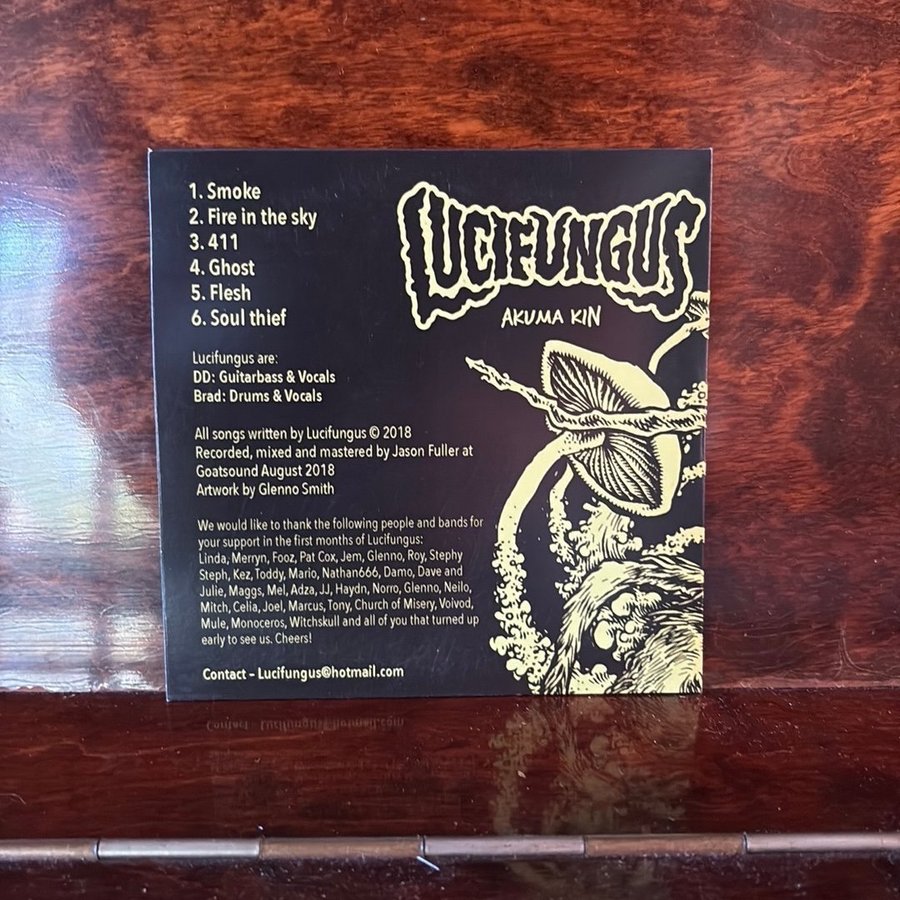 1. Smoke
2. Fire in the sky
3. 411
4. Ghost
5. Flesh
6. Soul thief
LUCIFUNGUS
AKUMA KIN
Lucifungus are:
DD: Guitarbass & Vocals
Brad: Drums & Vocals
All songs written by Lucifungus © 2018
Recorded, mixed and mastered by Jason Fuller at
Goatsound August 2018
Artwork by Glenno Smith
We would like to thank the following people and bands for
your support in the first months of Lucifungus:
Linda, Merryn, Fooz, Pat Cox, Jem, Glenno, Roy, Stephy
Steph, Kez, Toddy, Mario, Nathan666, Damo, Dave and
Julie, Maggs, Mel, Adza, JJ, Haydn, Norro, Glenno, Neilo,
Mitch, Celia, Joel, Marcus, Tony, Church of Misery, Voivod,
Mule, Monoceros, Witchskull and all of you that turned up
early to see us. Cheers!
Contact – Lucifungus@hotmail.com